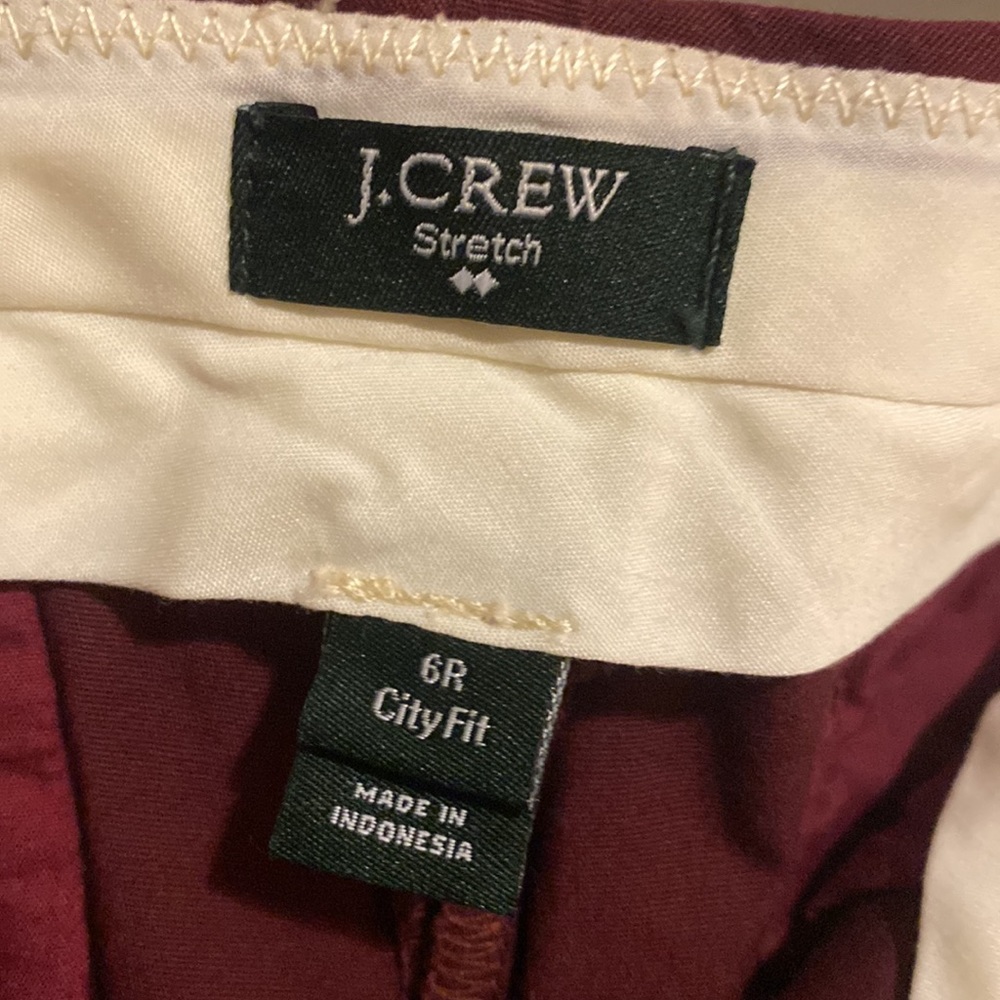 J.CREW
Stretch
6R
City Fit
MADE IN
INDONESIA